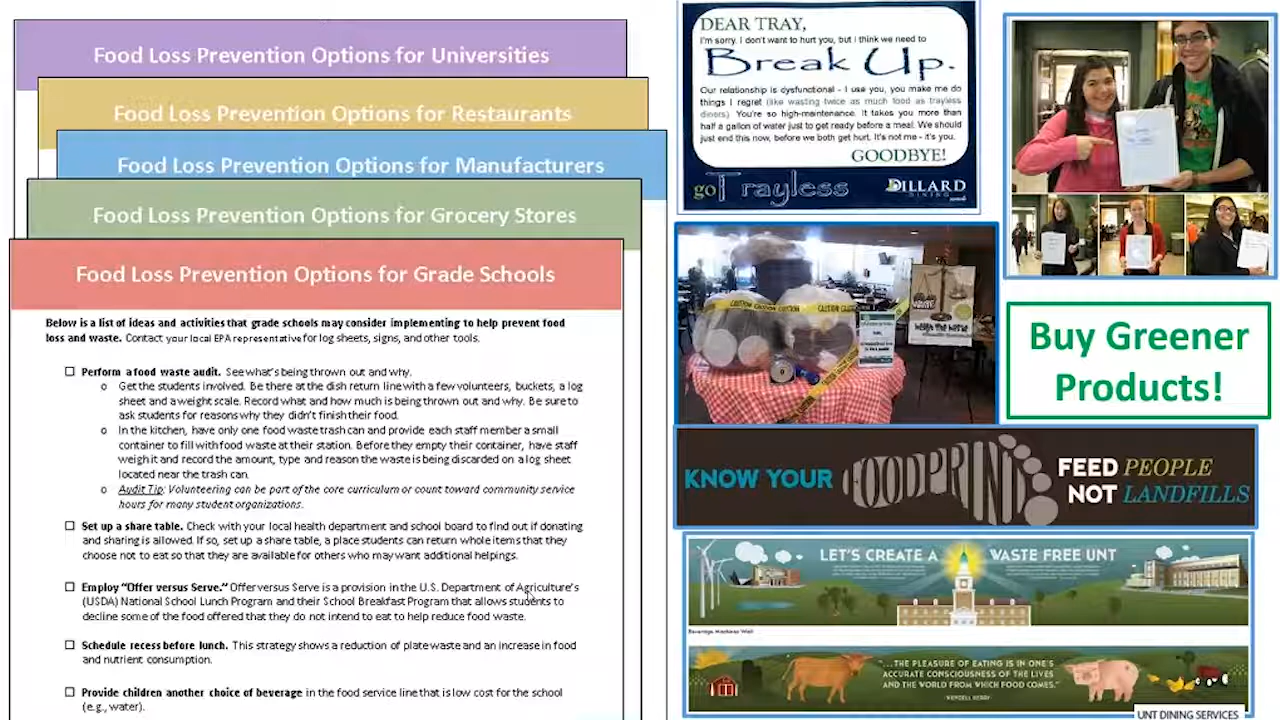 Food Loss Prevention Options for Universities
Food Loss Prevention Options for Restaurants
Food Loss Prevention Options for Manufacturers
Food Loss Prevention Options for Grocery Stores
Food Loss Prevention Options for Grade Schools
Below is a list of ideas and activities that grade schools may consider implementing to help prevent food
loss and waste. Contact your local EPA representative for log sheets, signs, and other tools.
☐ Perform a food waste audit. See what's being thrown out and why.
o Get the students involved. Be there at the dish return line with a few volunteers, buckets, a log
sheet and a weight scale. Record what and how much is being thrown out and why. Be sure to
ask students for reasons why they didn't finish their food.
o In the kitchen, have only one food waste trash can and provide each staff member a small
container to fill with food waste at their station. Before they empty their container, have staff
weigh it and record the amount, type and reason the waste is being discarded on a log sheet
located near the trash can.
o Audit Tip: Volunteering can be part of the core curriculum or count toward community service
hours for many student organizations.
☐ Set up a share table. Check with your local health department and school board to find out if donating
and sharing is allowed. If so, set up a share table, a place students can return whole items that they
choose not to eat so that they are available for others who may want additional helpings.
☐ Employ "Offer versus Serve." Offer versus Serve is a provision in the U.S. Department of Agriculture's
(USDA) National School Lunch Program and their School Breakfast Program that allows students to
decline some of the food offered that they do not intend to eat to help reduce food waste.
☐ Schedule recess before lunch. This strategy shows a reduction of plate waste and an increase in food
and nutrient consumption.
☐ Provide children another choice of beverage in the food service line that is low cost for the school
(e.g., water).
DEAR TRAY,
I'm sorry. I don't want to hurt you, but I think we need to
Break Up.
Our relationship is dysfunctional - I use you, you make me do
things I regret (like wasting twice as much food as trayless
diners) You're so high-maintenance. It takes you more than
half a gallon of water just to get ready before a meal. We should
just end this now, before we both get hurt. It's not me - it's you.
GOODBYE!
go Trayless
DILLARD
DINING
CAUTION CAUTION CAUTION
CAUTION CAUTION
weigh the waste
Buy Greener
Products!
KNOW YOUR FOODPRINT FEED PEOPLE
NOT LANDFILLS
LET'S CREATE A WASTE FREE UNT
Beverage Machines Wall
"...THE PLEASURE OF EATING IS IN ONE'S
ACCURATE CONSCIOUSNESS OF THE LIVES
AND THE WORLD FROM WHICH FOOD COMES."
WENDELL BERRY
UNT DINING SERVICES